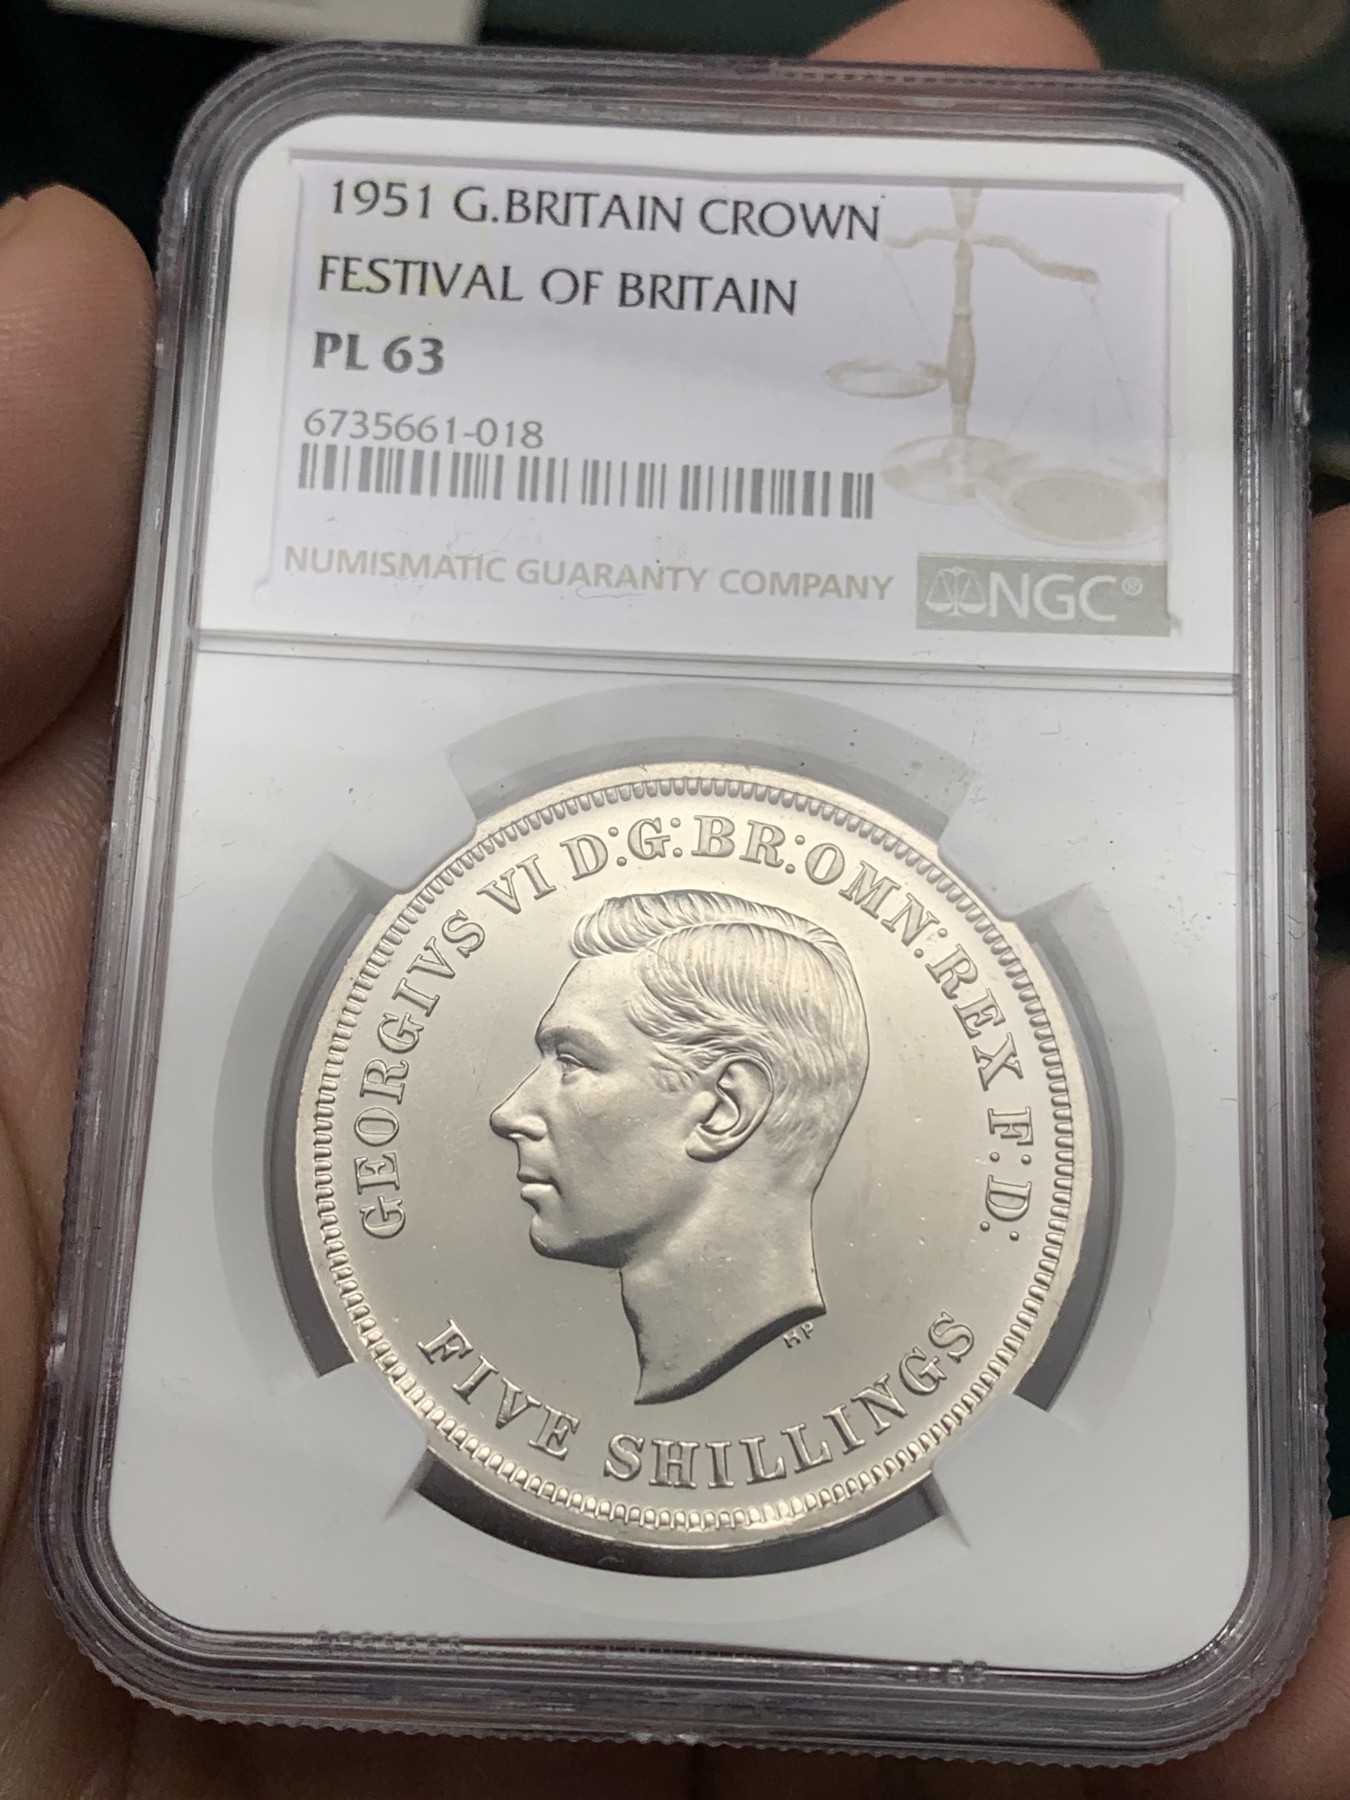 1951 G.BRITAIN CROWN
FESTIVAL OF BRITAIN
PL 63
6735661-018
NUMISMATIC GUARANTY COMPANY
NGC®
GEORGIVS VI D:G:BR:OMN:REX F:D:
HP
FIVE SHILLINGS